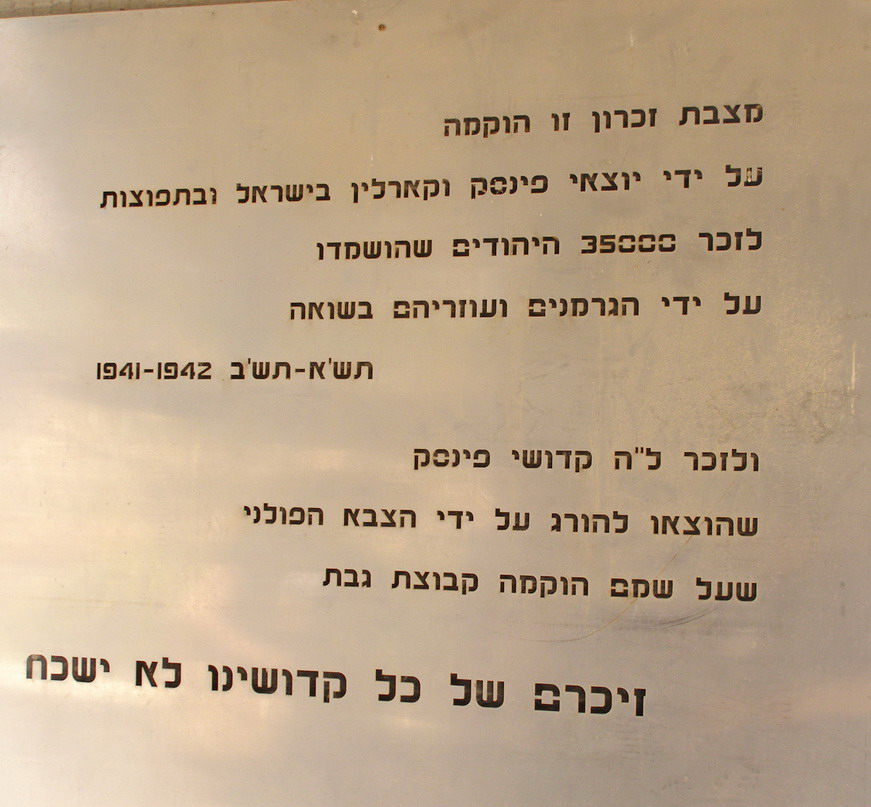 מצבת זכרון זו הוקמה
על ידי יוצאי פינסק וקארלין בישראל ובתפוצות
לזכר 35000 היהודים שהושמדו
על ידי הגרמנים ועוזריהם בשואה
תש'א-תש'ב 1941-1942
ולזכר ל"ה קדושי פינסק
שהוצאו להורג על ידי הצבא הפולני
שעל שמם הוקמה קבוצת גבת
זיכרם של כל קדושינו לא ישכח